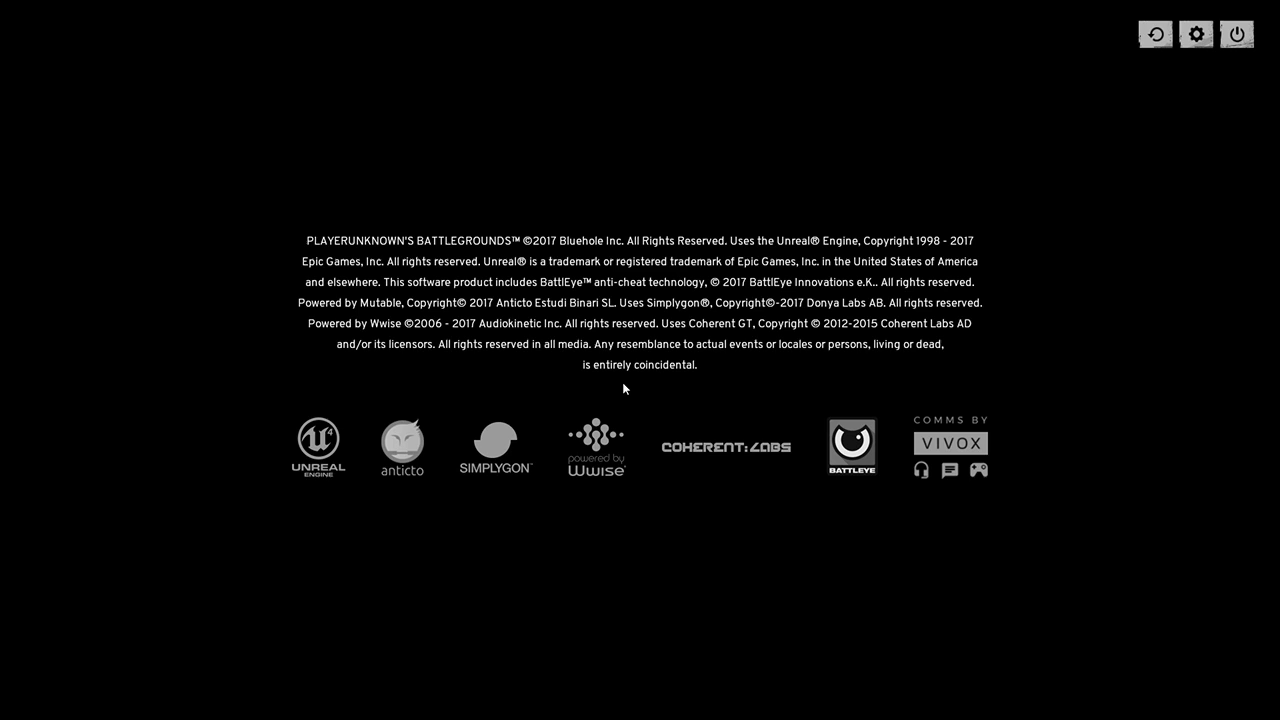 PLAYERUNKNOWN'S BATTLEGROUNDS™ ©2017 Bluehole Inc. All Rights Reserved. Uses the Unreal® Engine, Copyright 1998 - 2017
Epic Games, Inc. All rights reserved. Unreal® is a trademark or registered trademark of Epic Games, Inc. in the United States of America
and elsewhere. This software product includes BattlEye™ anti-cheat technology, © 2017 BattlEye Innovations e.K.. All rights reserved.
Powered by Mutable, Copyright© 2017 Anticto Estudi Binari SL. Uses Simplygon®, Copyright©-2017 Donya Labs AB. All rights reserved.
Powered by Wwise ©2006 - 2017 Audiokinetic Inc. All rights reserved. Uses Coherent GT, Copyright © 2012-2015 Coherent Labs AD
and/or its licensors. All rights reserved in all media. Any resemblance to actual events or locales or persons, living or dead,
is entirely coincidental.
4
UNREAL
ENGINE
anticto
SIMPLYGON™
powered by
Wwise®
COHERENT:LABS
BATTLEYE
COMMS BY
VIVOX